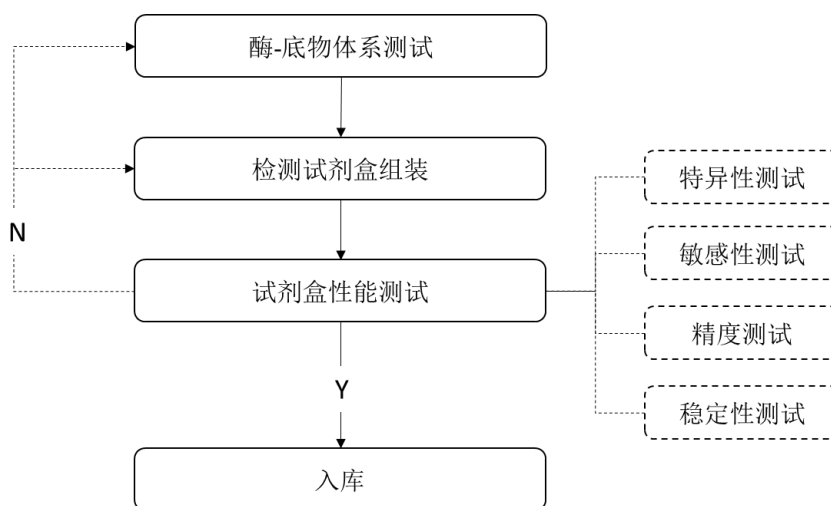 酶-底物体系测试
检测试剂盒组装
特异性测试
N
敏感性测试
试剂盒性能测试
精度测试
Y
稳定性测试
入库